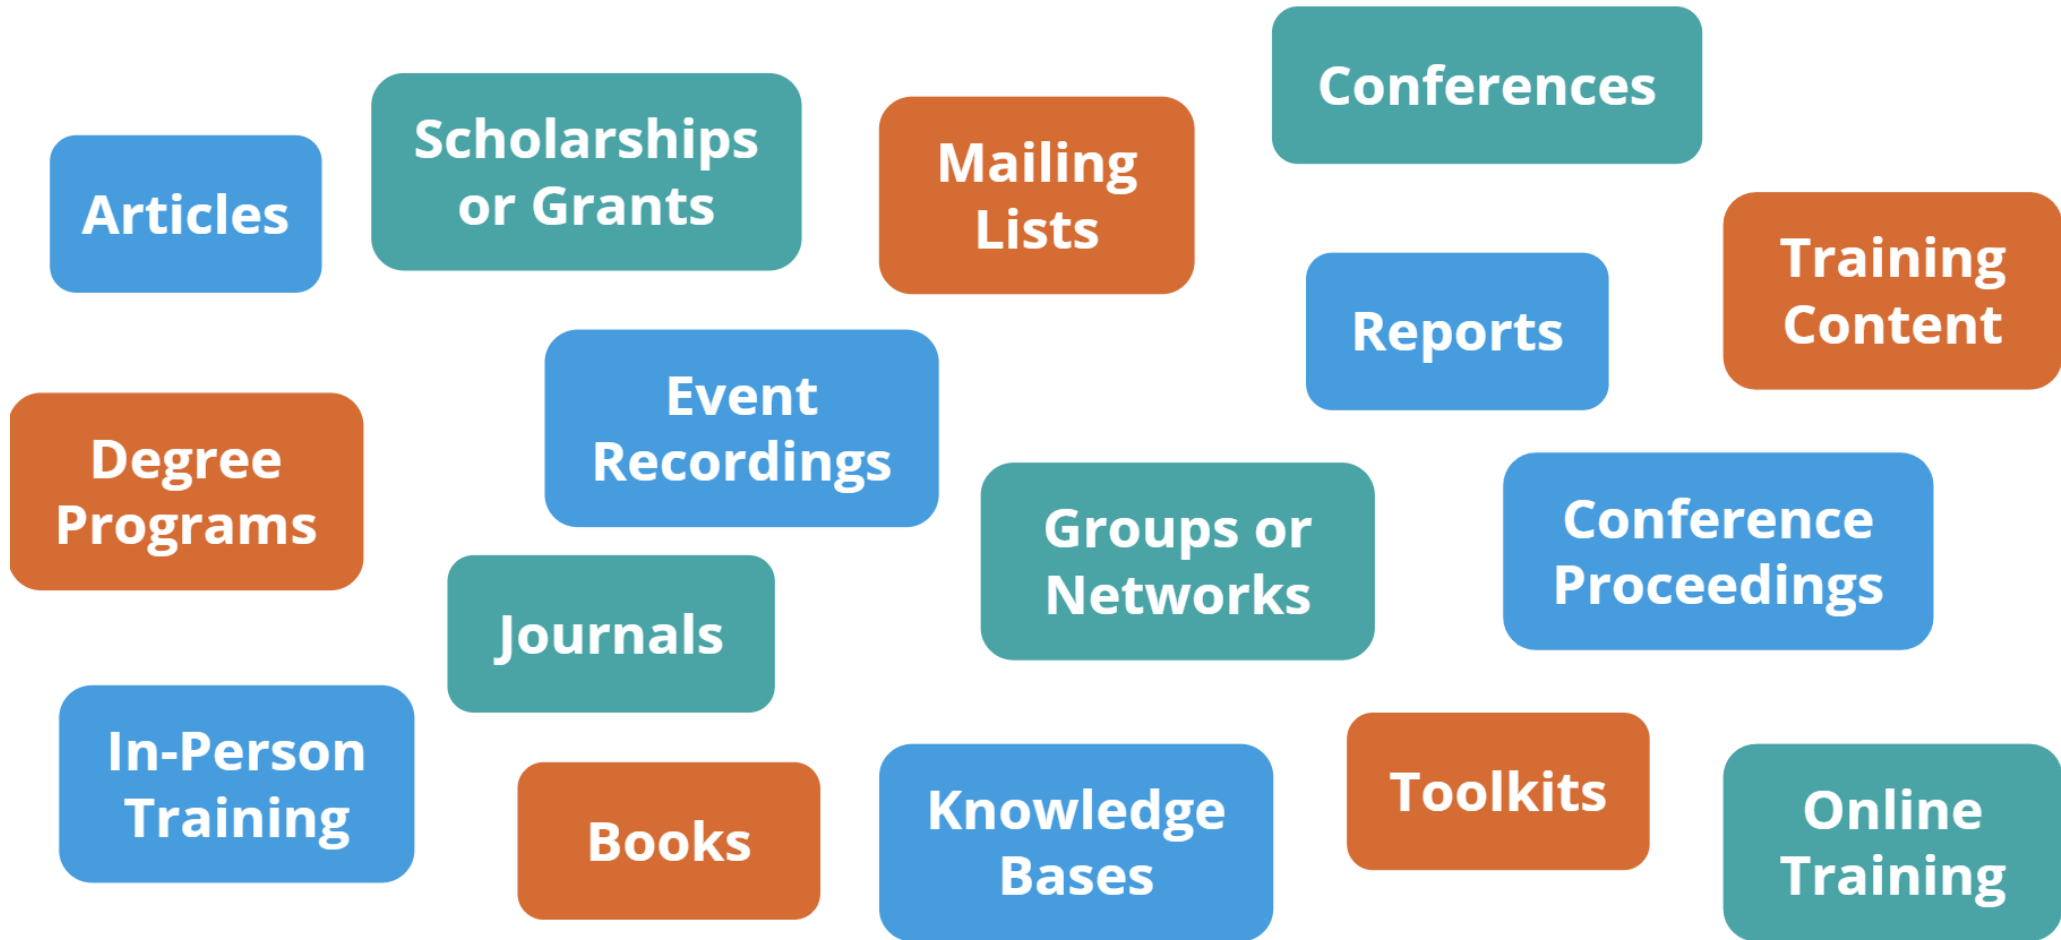 Conferences
Scholarships
or Grants
Mailing
Lists
Articles
Training
Content
Reports
Event
Recordings
Degree
Programs
Groups or
Networks
Conference
Proceedings
Journals
In-Person
Training
Books
Knowledge
Bases
Toolkits
Online
Training